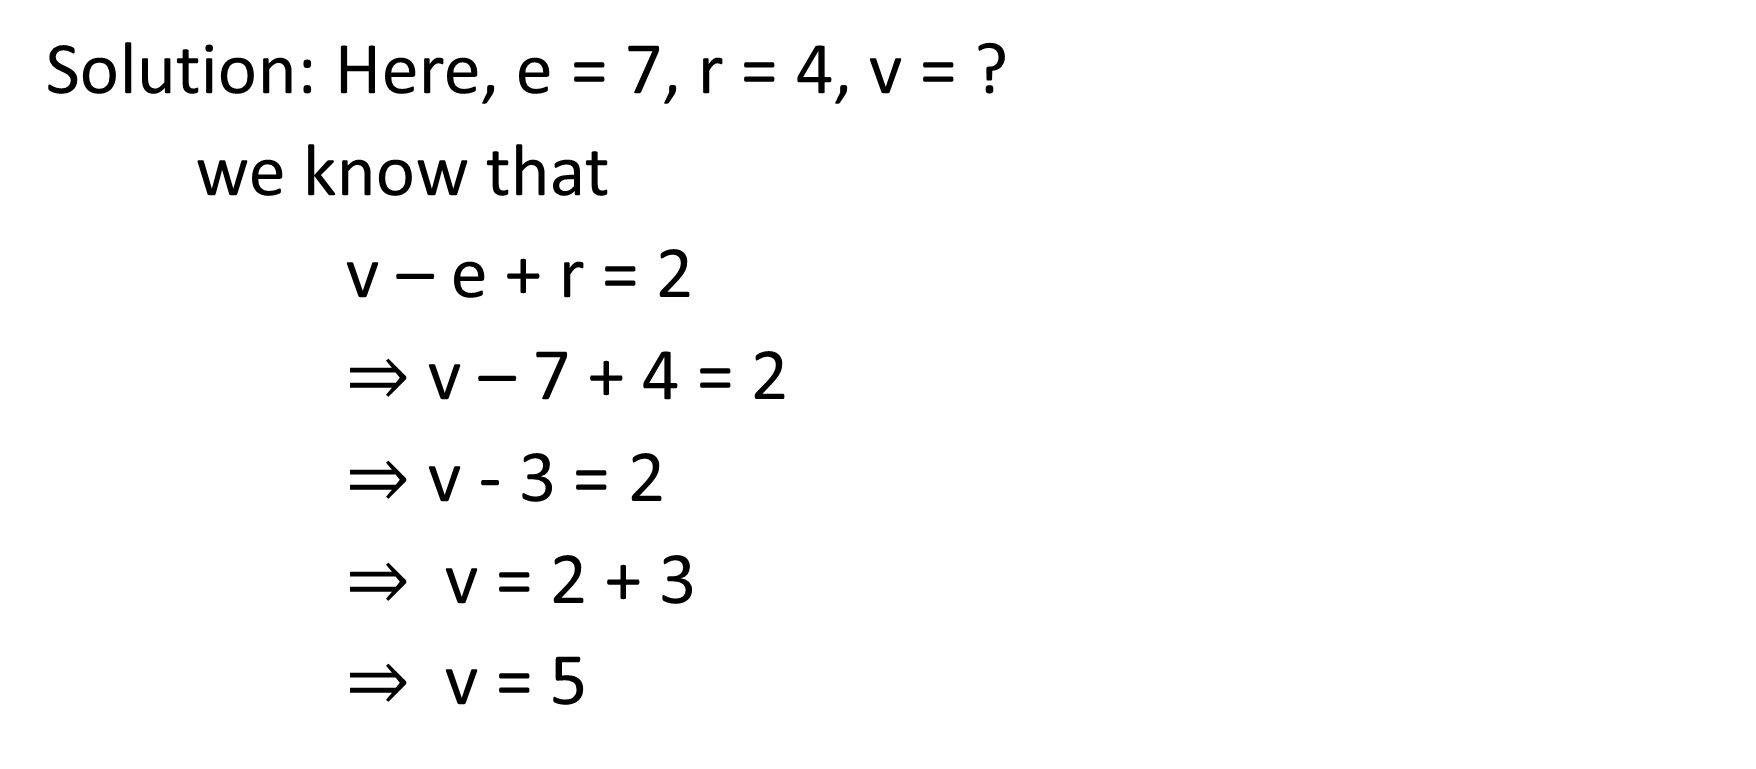 Solution: Here, e = 7, r = 4, v = ?
we know that
v – e + r = 2
⇒ v – 7 + 4 = 2
⇒ v - 3 = 2
⇒ v = 2 + 3
⇒ v = 5